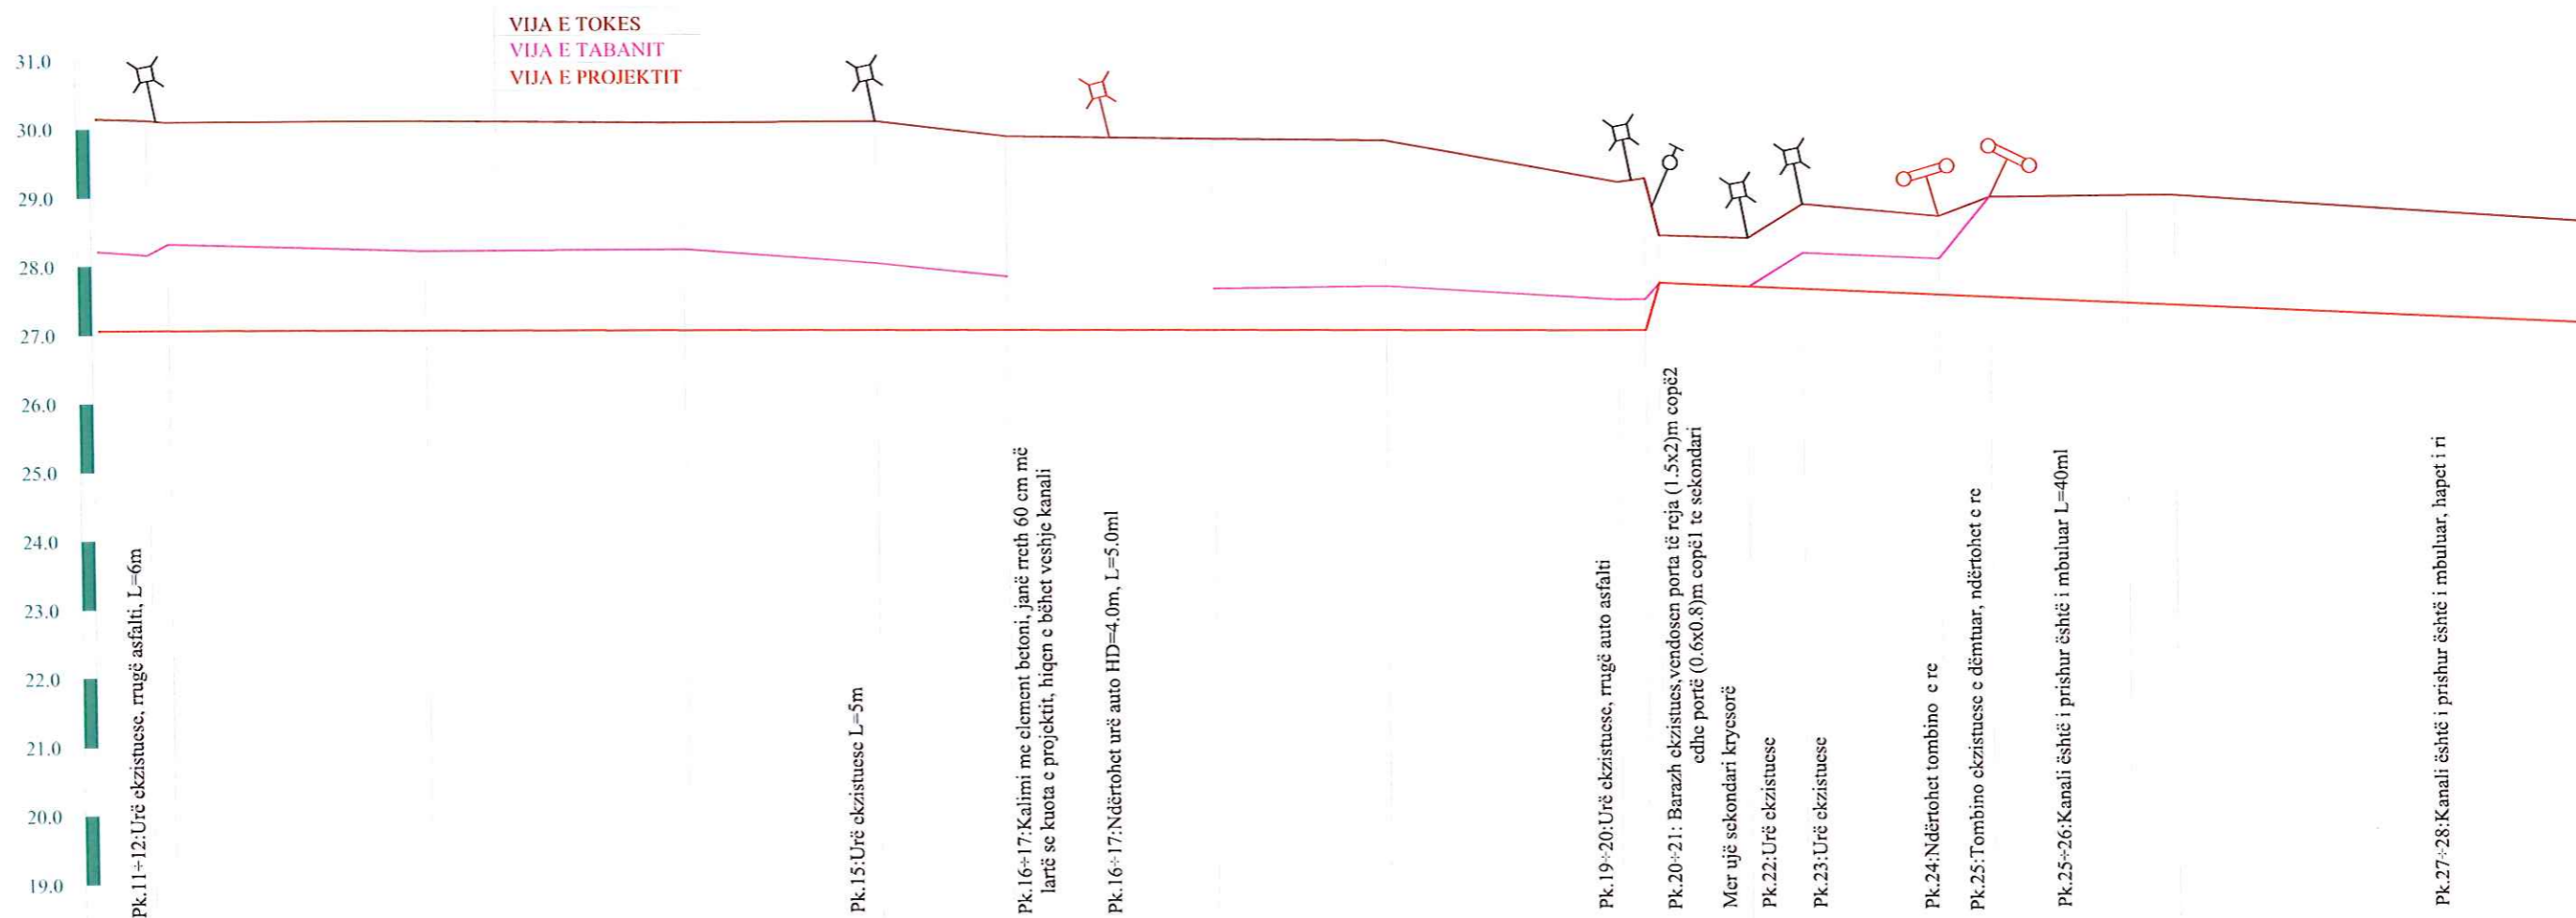 VIJA E TOKES
VIJA E TABANIT
VIJA E PROJEKTIT
31.0
30.0
29.0
28.0
27.0
26.0
25.0
24.0
23.0
22.0
21.0
20.0
19.0
Pk.11÷12:Urë ekzistuese, rrugë asfalti, L=6m
Pk.15:Urë ekzistuese L=5m
Pk.16÷17:Kalimi me element betoni, janë rreth 60 cm më
lartë se kuota e projektit, hiqen e bëhet veshje kanali
Pk.16÷17:Ndërtohet urë auto HD=4.0m, L=5.0ml
Pk.19÷20:Urë ekzistuese, rrugë auto asfalti
Pk.20÷21: Barazh ekzistues,vendosen porta të reja (1.5x2)m copë2
edhe portë (0.6x0.8)m copë1 te sekondari
Mer ujë sekondari kryesorë
Pk.22:Urë ekzistuese
Pk.23:Urë ekzistuese
Pk.24:Ndërtohet tombino e re
Pk.25:Tombino ekzistuese e dëmtuar, ndërtohet e re
Pk.25÷26:Kanali është i prishur është i mbuluar L=40ml
Pk.27÷28:Kanali është i prishur është i mbuluar, hapet i ri